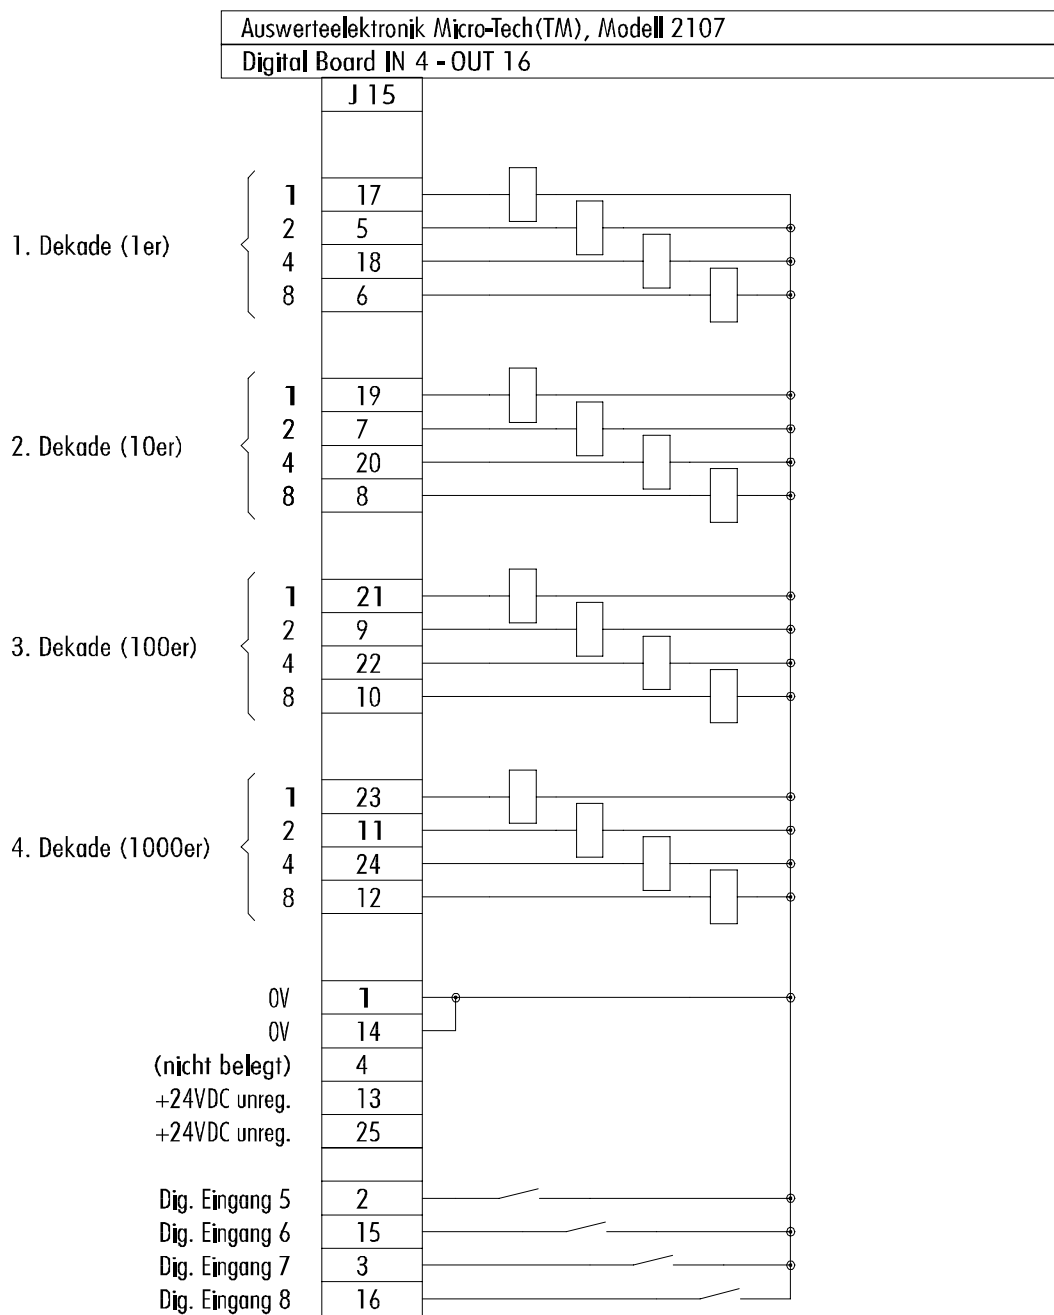 Auswerteelektronik Micro-Tech(TM), Modell 2107
Digital Board IN 4 - OUT 16
J 15
1. Dekade (1er)
1 17
2 5
4 18
8 6
2. Dekade (10er)
1 19
2 7
4 20
8 8
3. Dekade (100er)
1 21
2 9
4 22
8 10
4. Dekade (1000er)
1 23
2 11
4 24
8 12
0V 1
0V 14
(nicht belegt) 4
+24VDC unreg. 13
+24VDC unreg. 25
Dig. Eingang 5 2
Dig. Eingang 6 15
Dig. Eingang 7 3
Dig. Eingang 8 16